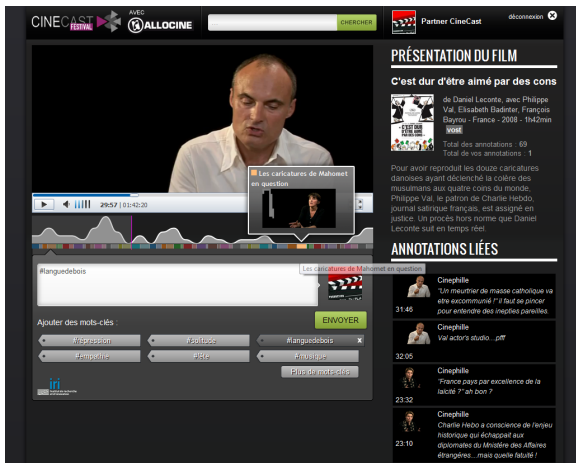 CINECAST FESTIVAL
AVEC
ALLOCINE
CHERCHER
Partner CineCast
déconnexion
PRÉSENTATION DU FILM
C'est dur d'être aimé par des cons
de Daniel Leconte, avec Philippe
Val, Elisabeth Badinter, François
Bayrou - France - 2008 - 1h42min
vost
Total des annotations : 69
Total de vos annotations : 1
Pour avoir reproduit les douze caricatures
danoises ayant déclenché la colère des
musulmans aux quatre coins du monde,
Philippe Val, le patron de Charlie Hebdo,
journal satirique français, est assigné en
justice. Un procès hors norme que Daniel
Leconte suit en temps réel.
Les caricatures de Mahomet
en question
29:57 | 01:42:20
Les caricatures de Mahomet en question
#languedebois
Ajouter des mots-clés :
ENVOYER
#répression
#solitude
#languedebois x
#empathie
#fête
#musique
Plus de mots-clés
iri
ANNOTATIONS LIÉES
Cinephille
"Un meurtrier de masse catholique va
etre excommunié !" il faut se pincer
pour entendre des inepties pareilles.
31:46
Cinephille
Val actor's studio...pff
32:05
Cinephille
"France pays par excellence de la
laïcité ?" ah bon ?
23:32
Cinephille
Charlie Hebo a conscience de l'enjeu
historique qui échappait aux
diplomates du Mnistère des Affaires
étrangères...mais quelle fatuité !
23:10